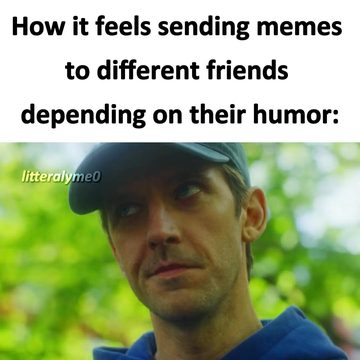 How it feels sending memes
to different friends
depending on their humor:
litteralyme0